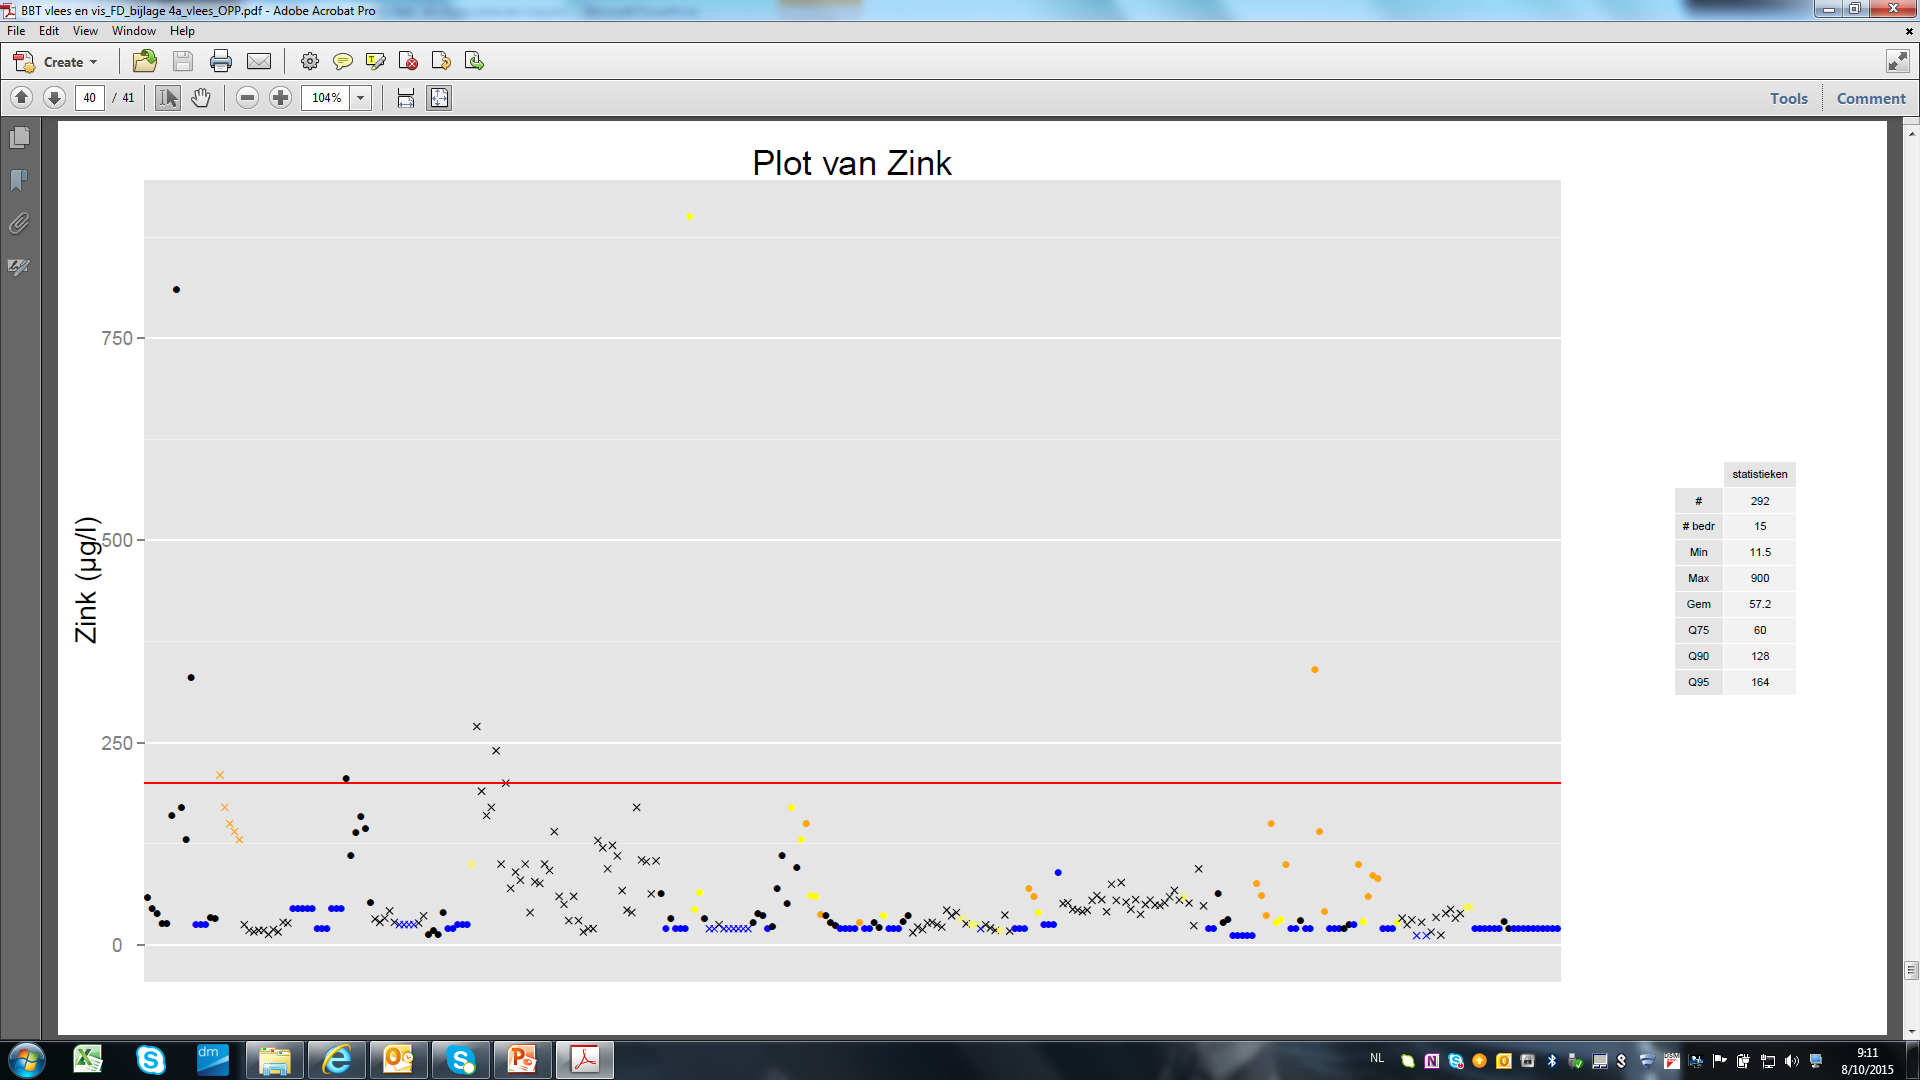 BBT vlees en vis_FD_bijlage 4a_vlees_OPP.pdf - Adobe Acrobat Pro
File Edit View Window Help
Create
40 / 41 104% Tools Comment
Plot van Zink
Zink (µg/l)
750
500
250
0
statistieken
# 292
# bedr 15
Min 11.5
Max 900
Gem 57.2
Q75 60
Q90 128
Q95 164
dm
NL
9:11
8/10/2015